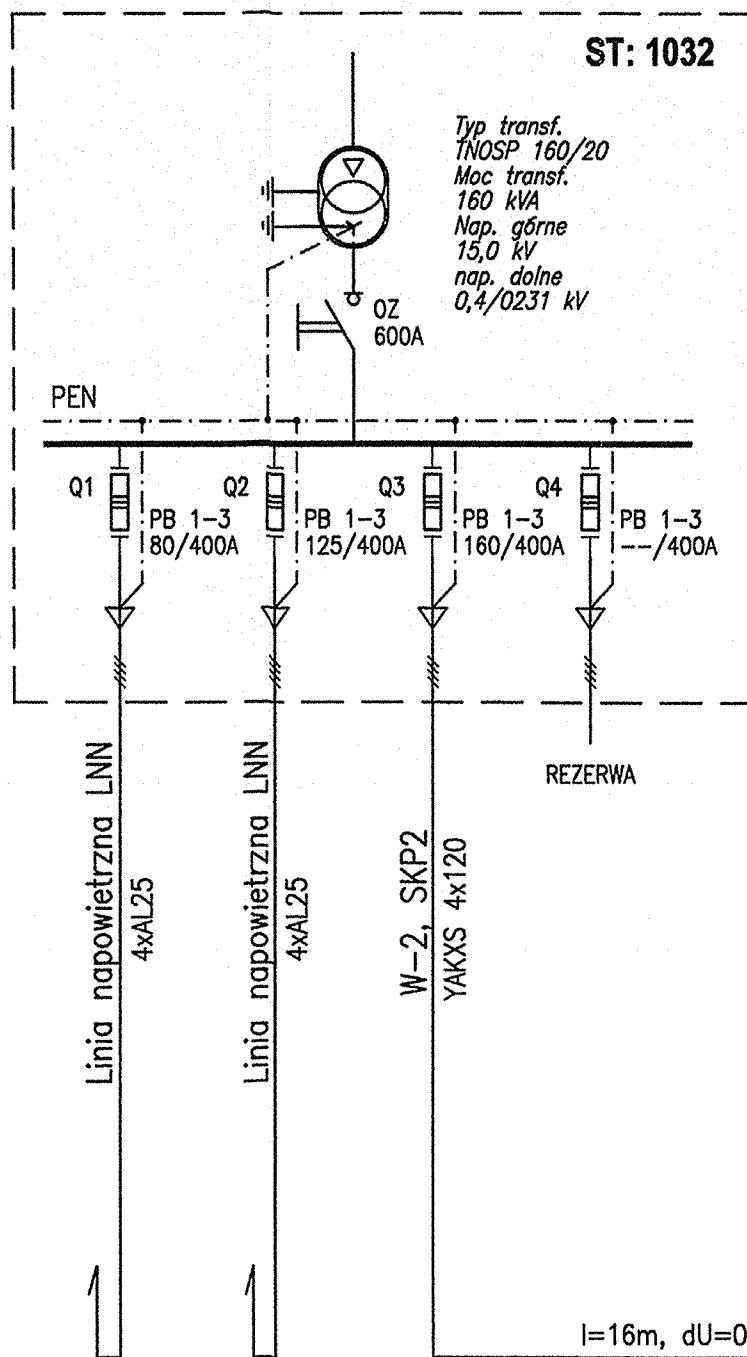 ST: 1032
Typ transf.
TNOSP 160/20
Moc transf.
160 kVA
Nap. górne
15,0 kV
nap. dolne
0,4/0231 kV
OZ
600A
PEN
Q1
PB 1-3
80/400A
Q2
PB 1-3
125/400A
Q3
PB 1-3
160/400A
Q4
PB 1-3
--/400A
REZERWA
Linia napowietrzna LNN
4xAL25
Linia napowietrzna LNN
4xAL25
W-2, SKP2
YAKXS 4x120
l=16m, dU=0